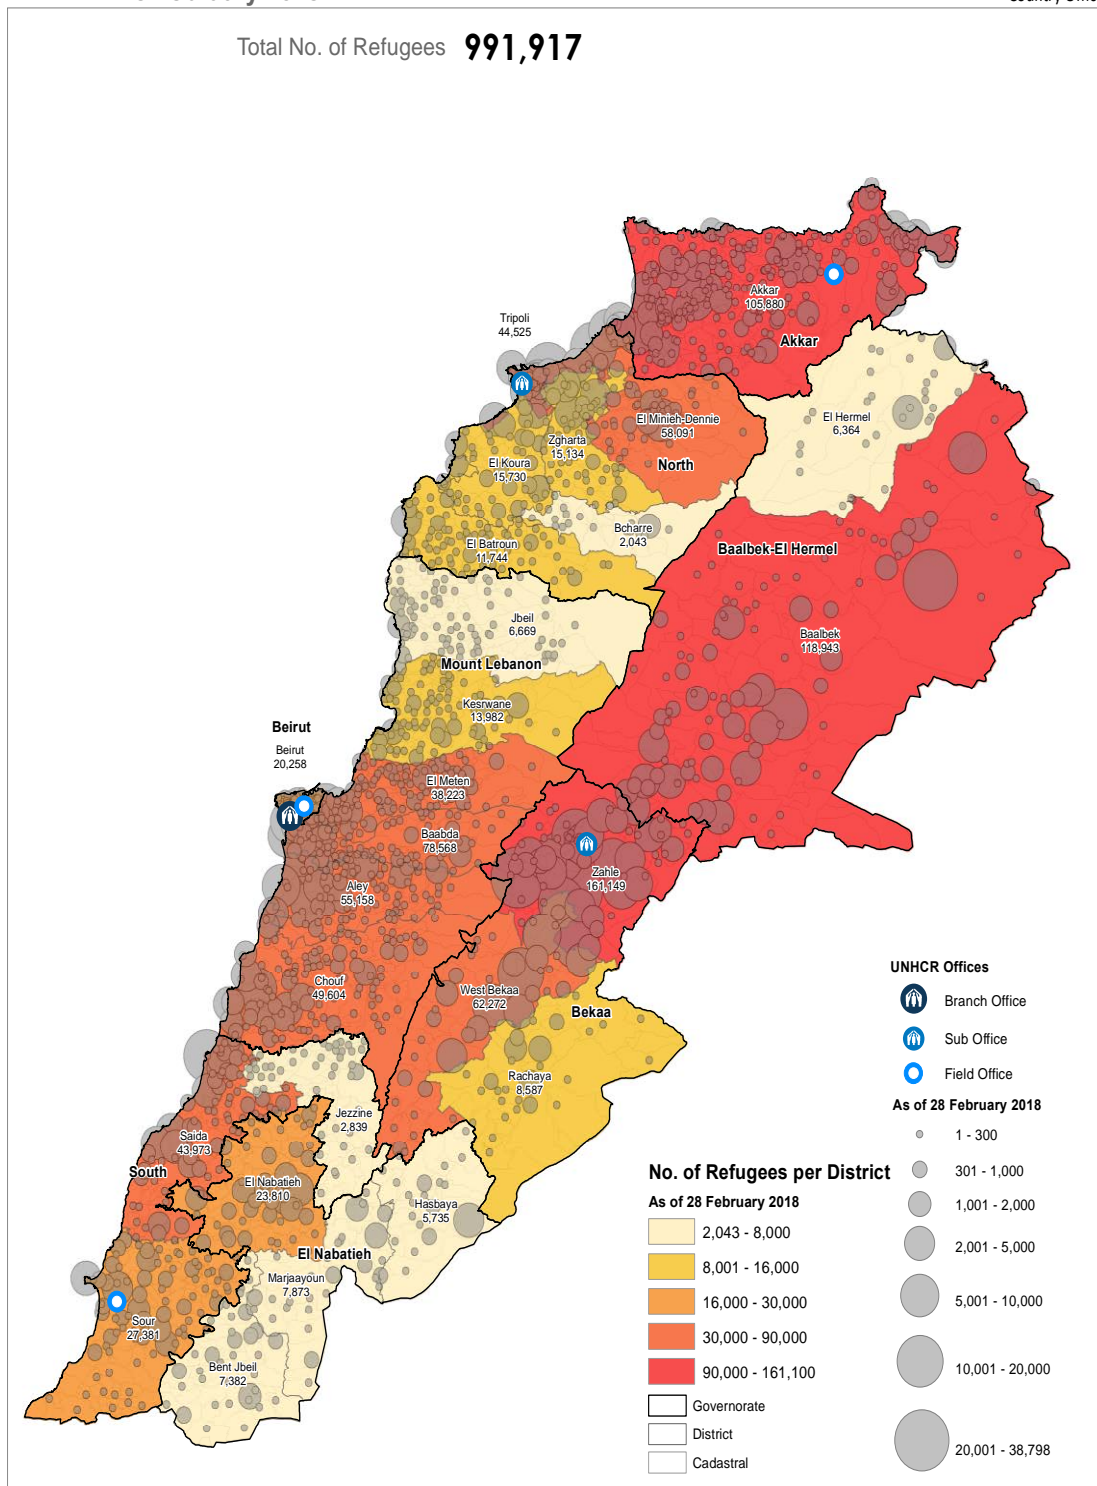 Total No. of Refugees 991,917
Akkar
105,880
Akkar
Tripoli
44,525
El Hermel
6,364
El Minieh-Dennie
58,091
Zgharta
15,134
North
El Koura
15,730
Bcharre
2,043
El Batroun
11,744
Baalbek-El Hermel
Jbeil
6,669
Baalbek
118,943
Mount Lebanon
Kesrwane
13,982
Beirut
Beirut
20,258
El Meten
38,223
Baabda
78,568
Zahle
161,149
Aley
55,158
Chouf
49,604
West Bekaa
62,272
Bekaa
Rachaya
8,587
Jezzine
2,839
Saida
43,973
South
El Nabatieh
23,810
Hasbaya
5,735
El Nabatieh
Marjaayoun
7,873
Sour
27,381
Bent Jbeil
7,382
UNHCR Offices
Branch Office
Sub Office
Field Office
As of 28 February 2018
1 - 300
301 - 1,000
1,001 - 2,000
2,001 - 5,000
5,001 - 10,000
10,001 - 20,000
20,001 - 38,798
No. of Refugees per District
As of 28 February 2018
2,043 - 8,000
8,001 - 16,000
16,000 - 30,000
30,000 - 90,000
90,000 - 161,100
Governorate
District
Cadastral